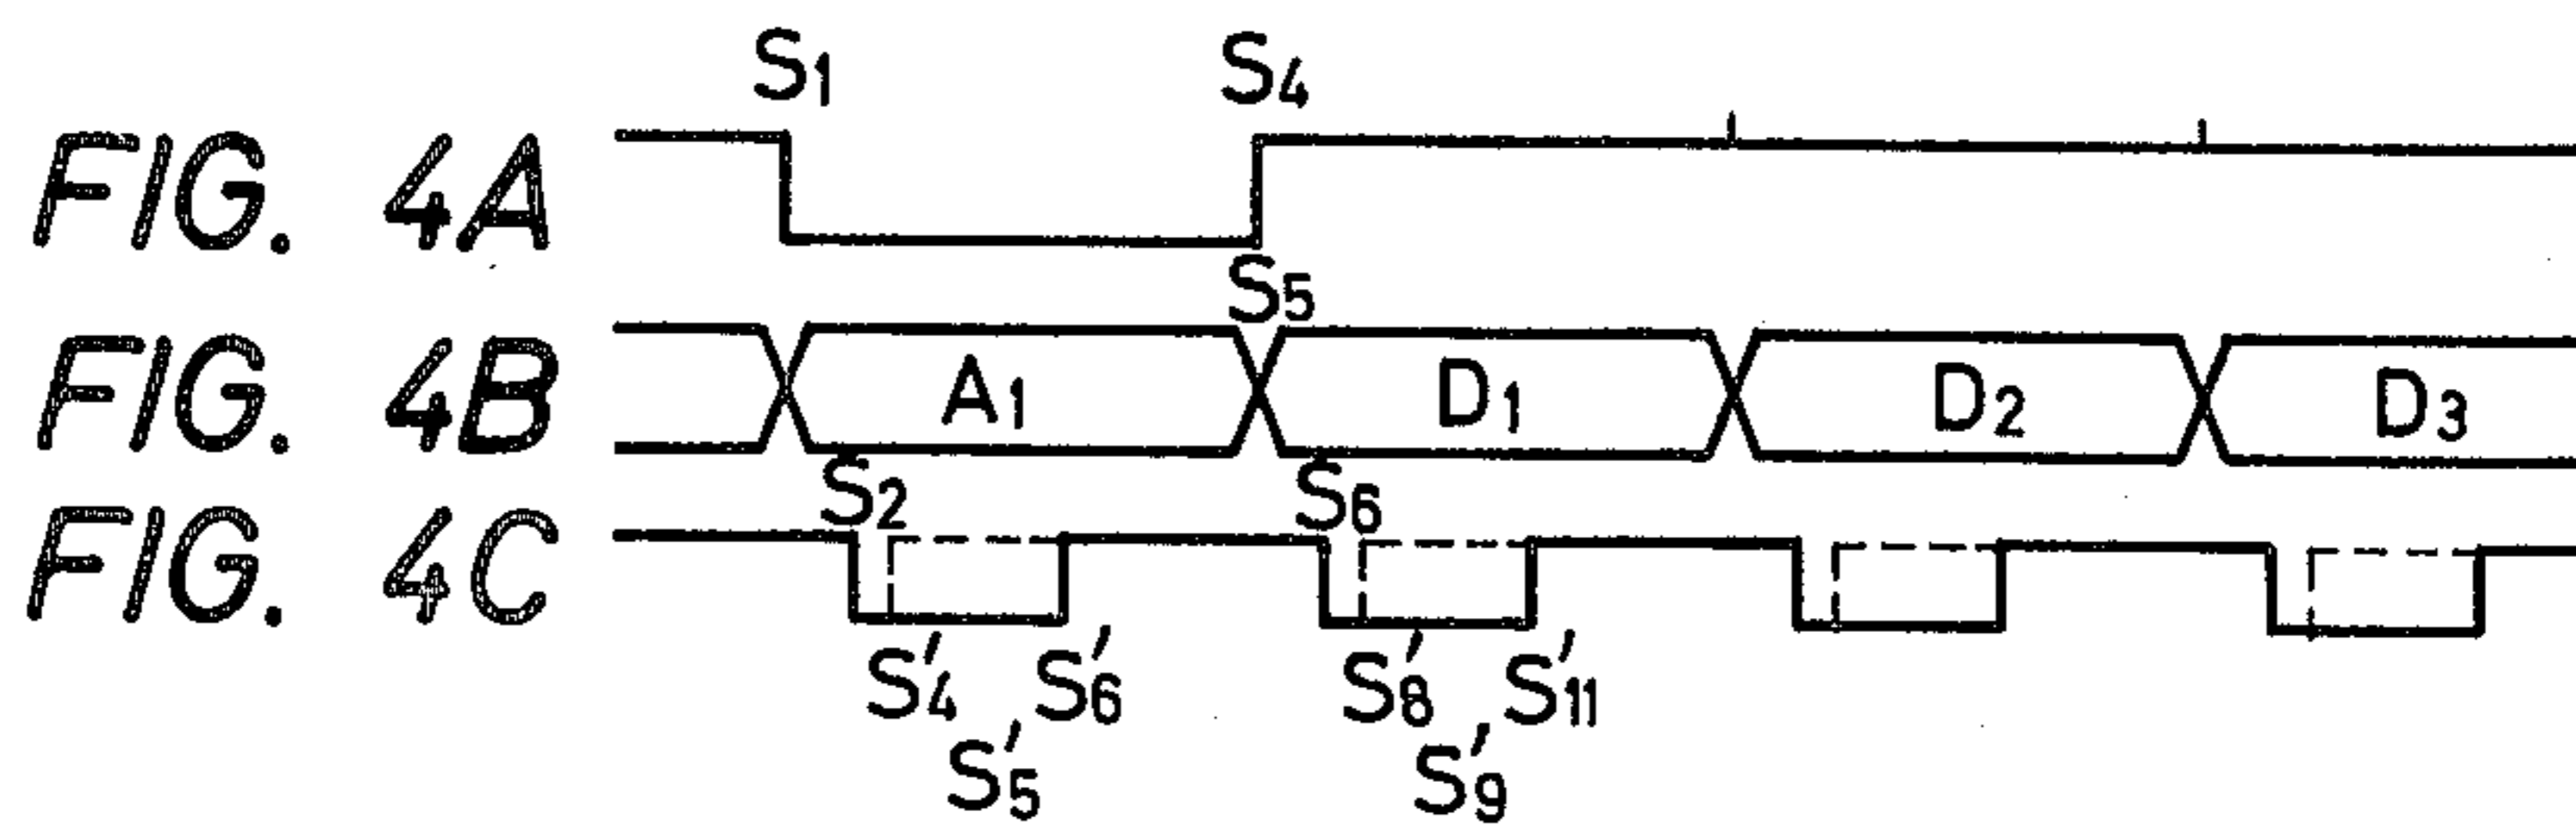 S1 S4
FIG. 4A
S5
FIG. 4B A1 D1 D2 D3
S2 S6
FIG. 4C
S'4 S'6 S'8 S'11
S'5 S'9